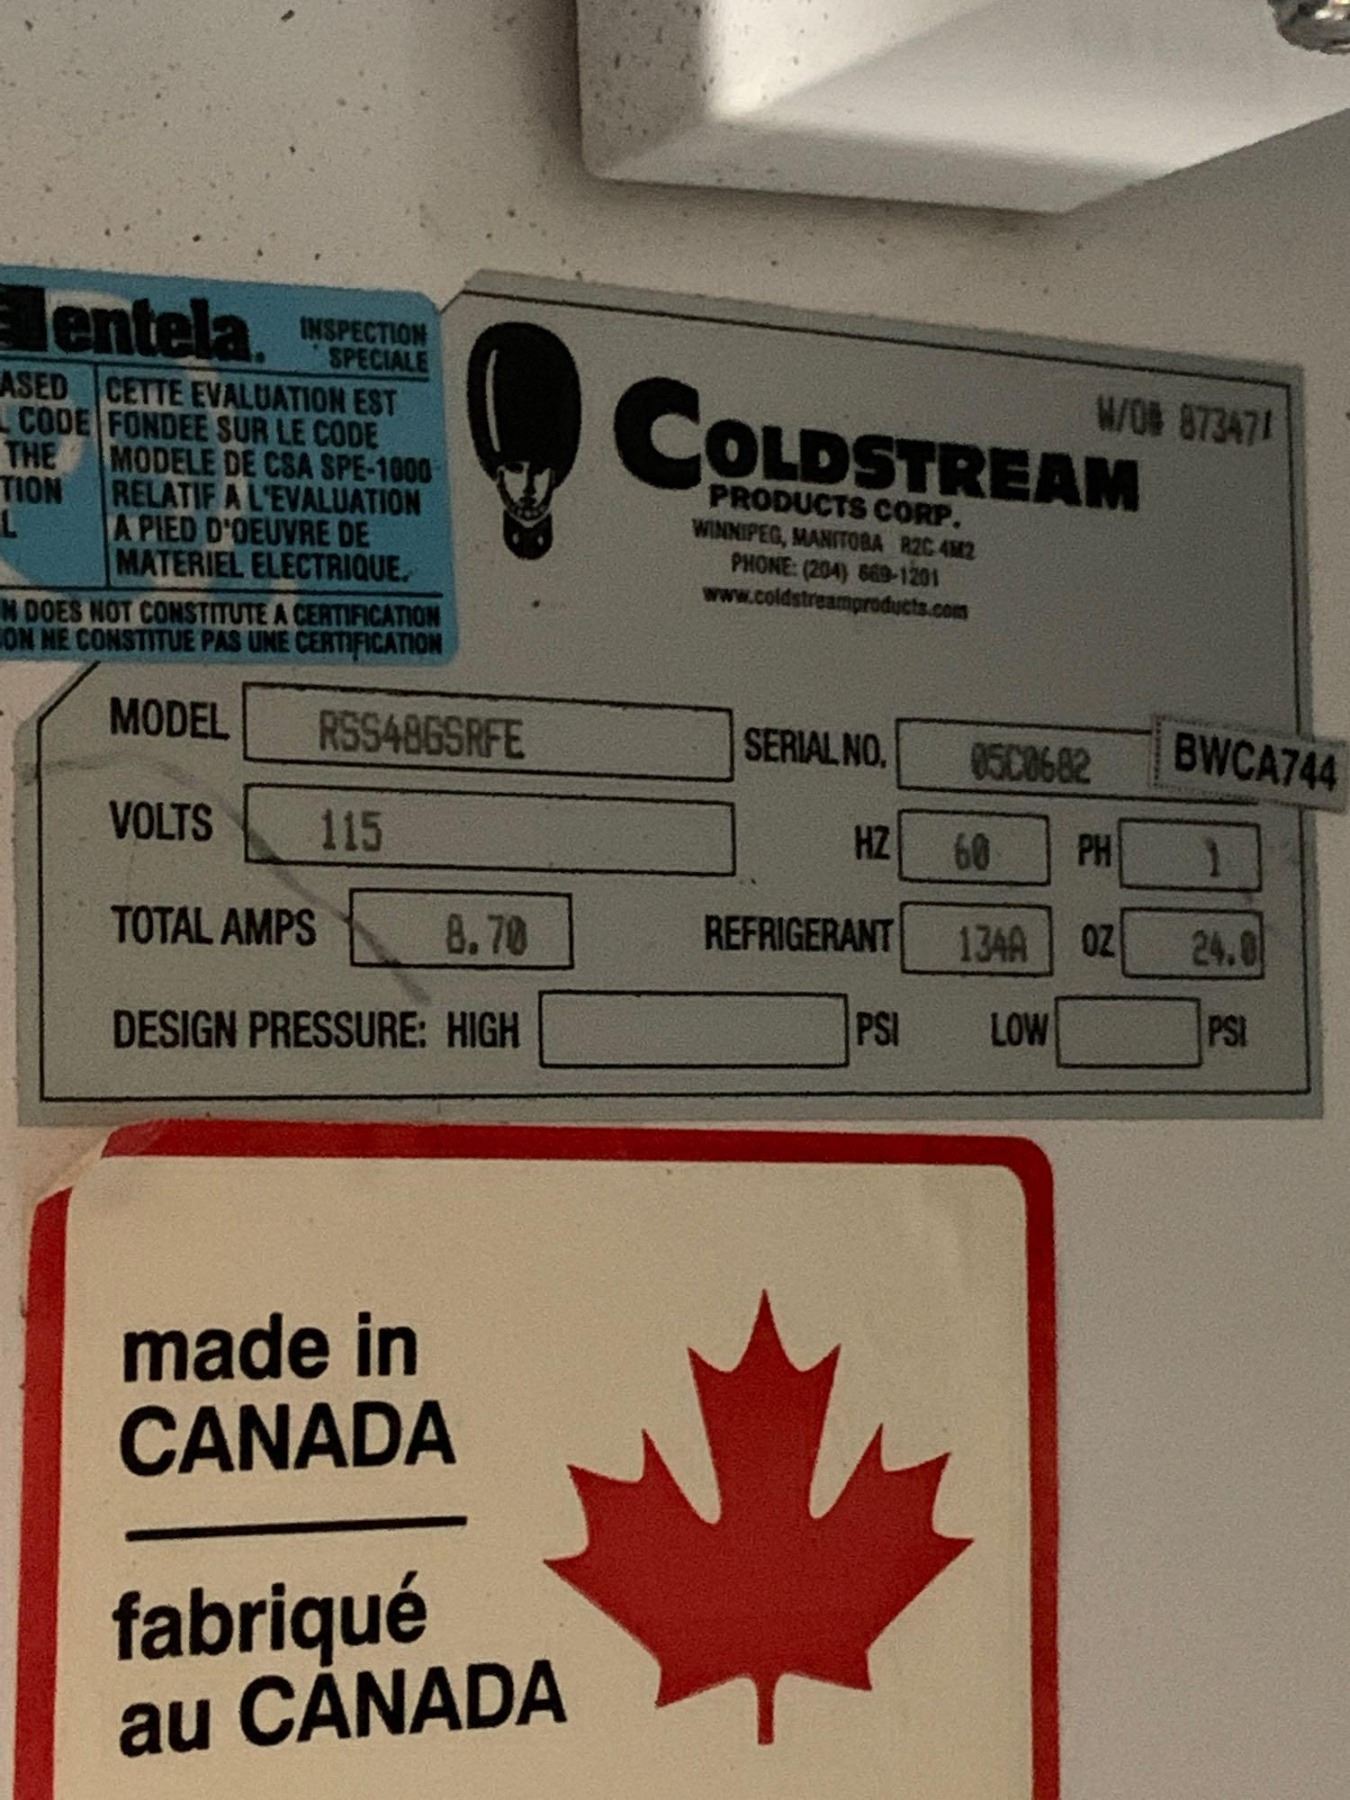 entela. INSPECTION
SPECIALE
ASED
CODE
THE
TION
L
CETTE EVALUATION EST
FONDEE SUR LE CODE
MODELE DE CSA SPE-1000
RELATIF A L'EVALUATION
A PIED D'OEUVRE DE
MATERIEL ELECTRIQUE.
N DOES NOT CONSTITUTE A CERTIFICATION
ON NE CONSTITUE PAS UNE CERTIFICATION
W/O# 873471
COLDSTREAM
PRODUCTS CORP.
WINNIPEG, MANITOBA R2C 4M2
PHONE: (204) 669-1201
www.coldstreamproducts.com
MODEL RSS48GSRFE SERIAL NO. 05C0682 BWCA744
VOLTS 115 HZ 60 PH 1
TOTAL AMPS 8.70 REFRIGERANT 134A OZ 24.0
DESIGN PRESSURE: HIGH PSI LOW PSI
made in
CANADA
fabriqué
au CANADA